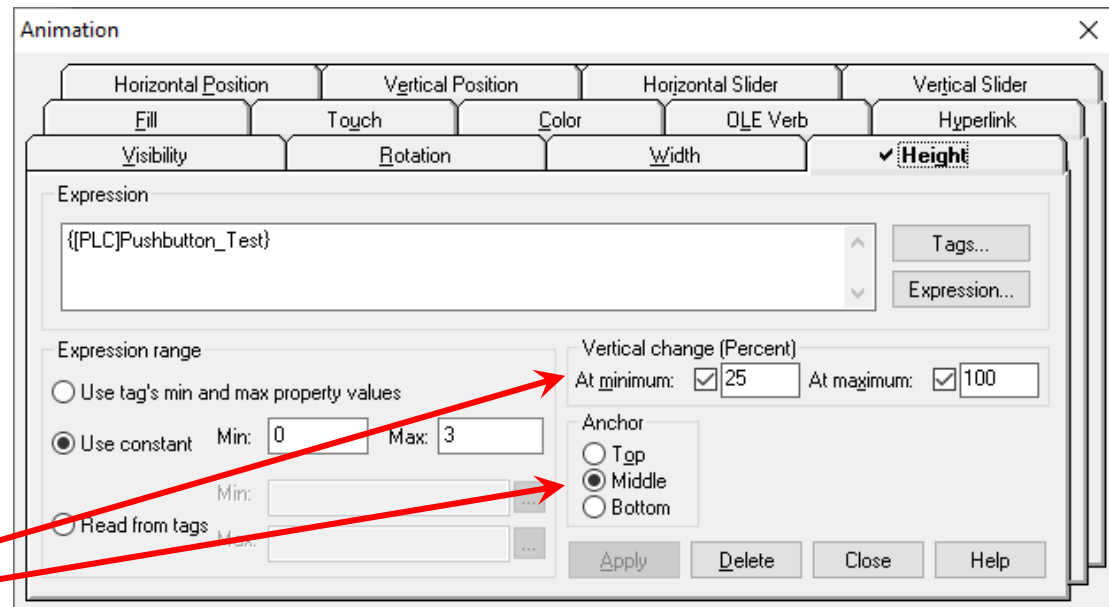 Animation
Horizontal Position Vertical Position Horizontal Slider Vertical Slider
Fill Touch Color OLE Verb Hyperlink
Visibility Rotation Width Height
Expression
{[PLC]Pushbutton_Test}
Tags...
Expression...
Expression range
Use tag's min and max property values
Use constant Min: 0 Max: 3
Min: ...
Read from tags
Max: ...
Vertical change (Percent)
At minimum: 25 At maximum: 100
Anchor
Top
Middle
Bottom
Apply Delete Close Help